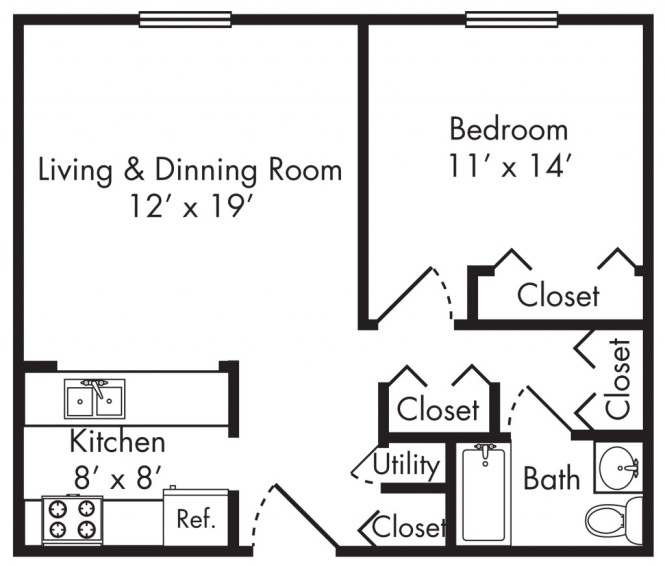 Living & Dinning Room
12’ x 19’
Bedroom
11’ x 14’
Closet
Closet
Closet
Kitchen
8’ x 8’
Utility
Bath
Ref.
Closet